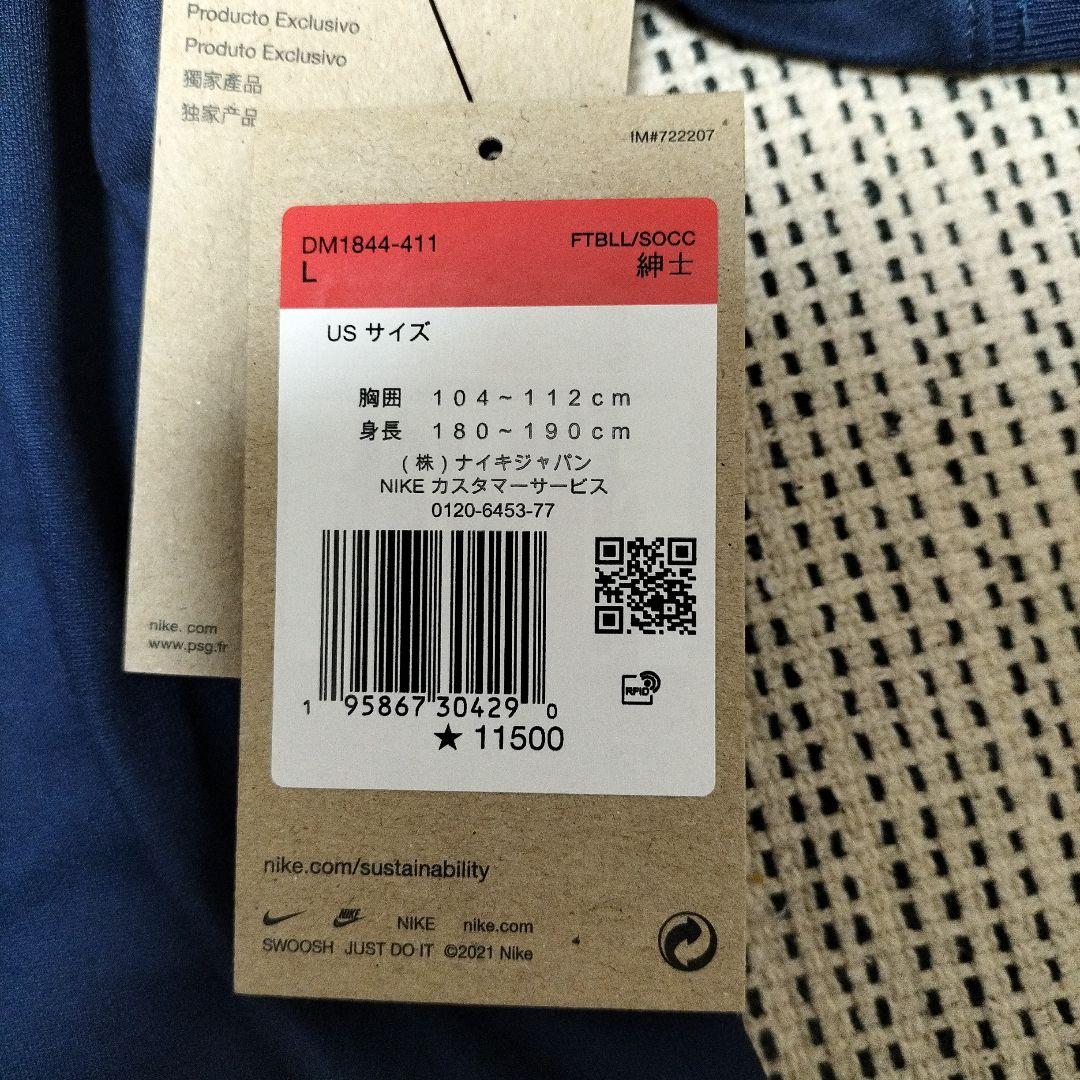 Producto Exclusivo
Produto Exclusivo
獨家產品
独家产品
nike.com
www.psg.fr
IM#722207
DM1844-411
FTBLL/SOCC
L
紳士
US サイズ
胸囲 104~112cm
身長 180~190cm
(株)ナイキジャパン
NIKE カスタマーサービス
0120-6453-77
RFID
1 95867 30429 0
★ 11500
nike.com/sustainability
NIKE NIKE nike.com
SWOOSH JUST DO IT ©2021 Nike